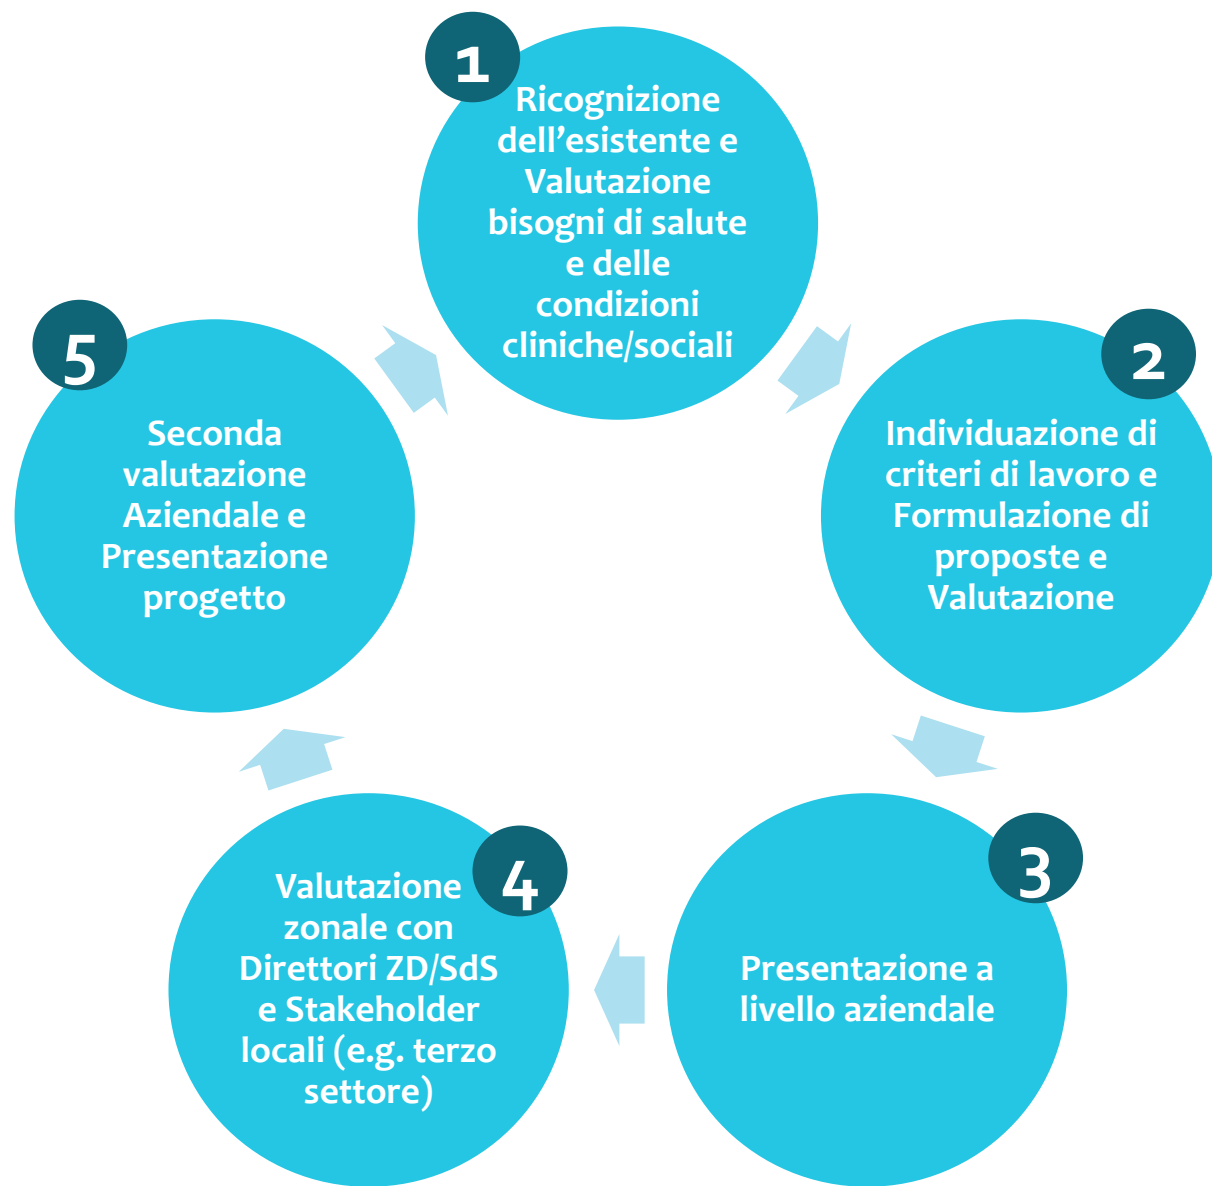 1
Ricognizione
dell’esistente e
Valutazione
bisogni di salute
e delle
condizioni
cliniche/sociali
2
Individuazione di
criteri di lavoro e
Formulazione di
proposte e
Valutazione
3
Presentazione a
livello aziendale
4
Valutazione
zonale con
Direttori ZD/SdS
e Stakeholder
locali (e.g. terzo
settore)
5
Seconda
valutazione
Aziendale e
Presentazione
progetto